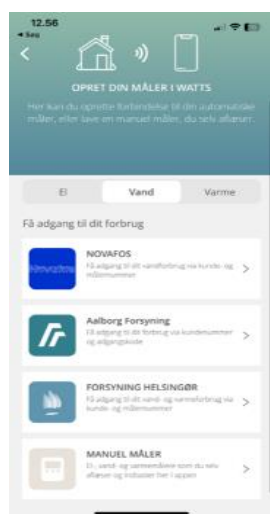 12.56
◂ Søg
OPRET DIN MÅLER I WATTS
Her kan du oprette forbindelse til din automatiske
måler, eller lave en manuel måler, du selv aflæser.
El
Vand
Varme
Få adgang til dit forbrug
Novafos
NOVAFOS
Få adgang til dit vandforbrug via kunde- og
målernummer
Aalborg Forsyning
Få adgang til dit forbrug via kundenummer
og adgangskode
FORSYNING HELSINGØR
Få adgang til dit vand- og varmeforbrug via
kunde- og målernummer
MANUEL MÅLER
El-, vand- og varmemålere som du selv
aflæser og indtaster her i appen